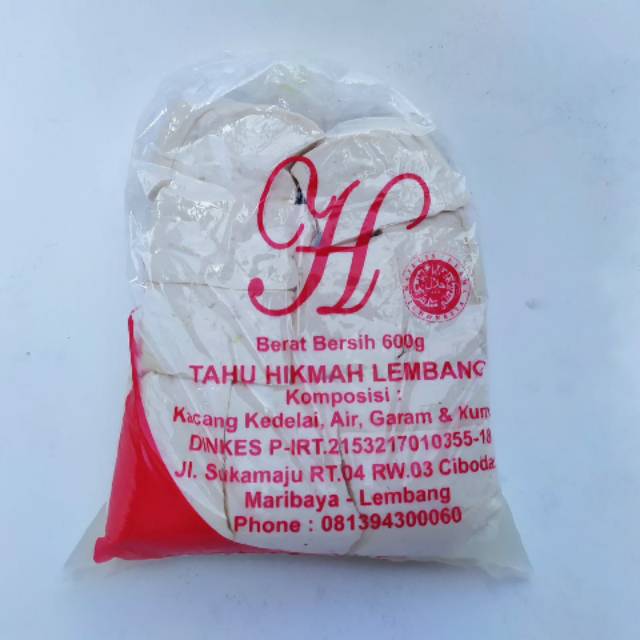 H
Berat Bersih 600g
TAHU HIKMAH LEMBANG
Komposisi :
Kacang Kedelai, Air, Garam &
DINKES P-IRT.2153217010355-18
Jl. Sukamaju RT.04 RW.03
Maribaya - Lembang
Phone : 081394300060